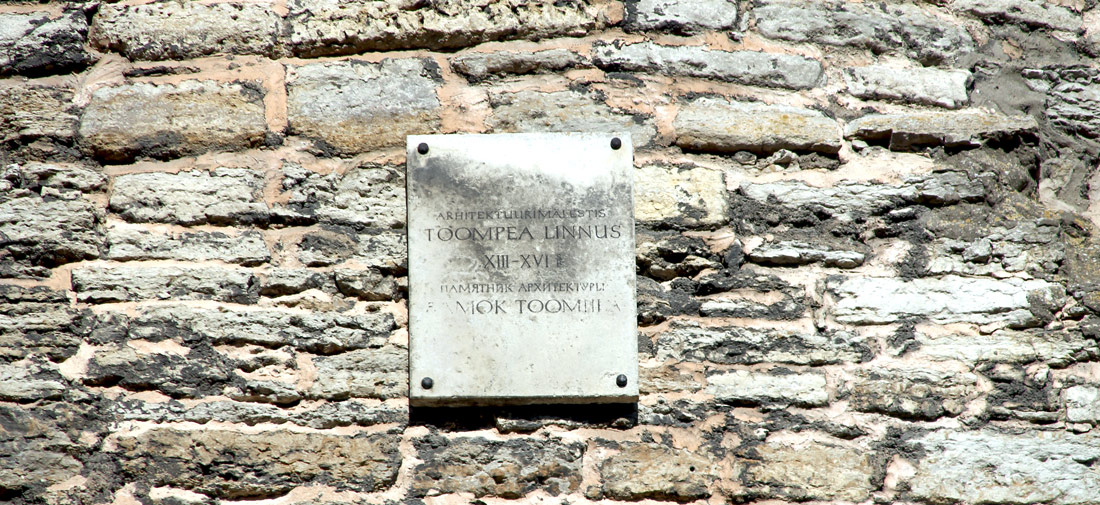 ARHITEKTUURIMÄLESTIS
TOOMPEA LINNUS
XIII-XVI
ПАМЯТНИК АРХИТЕКТУРЫ